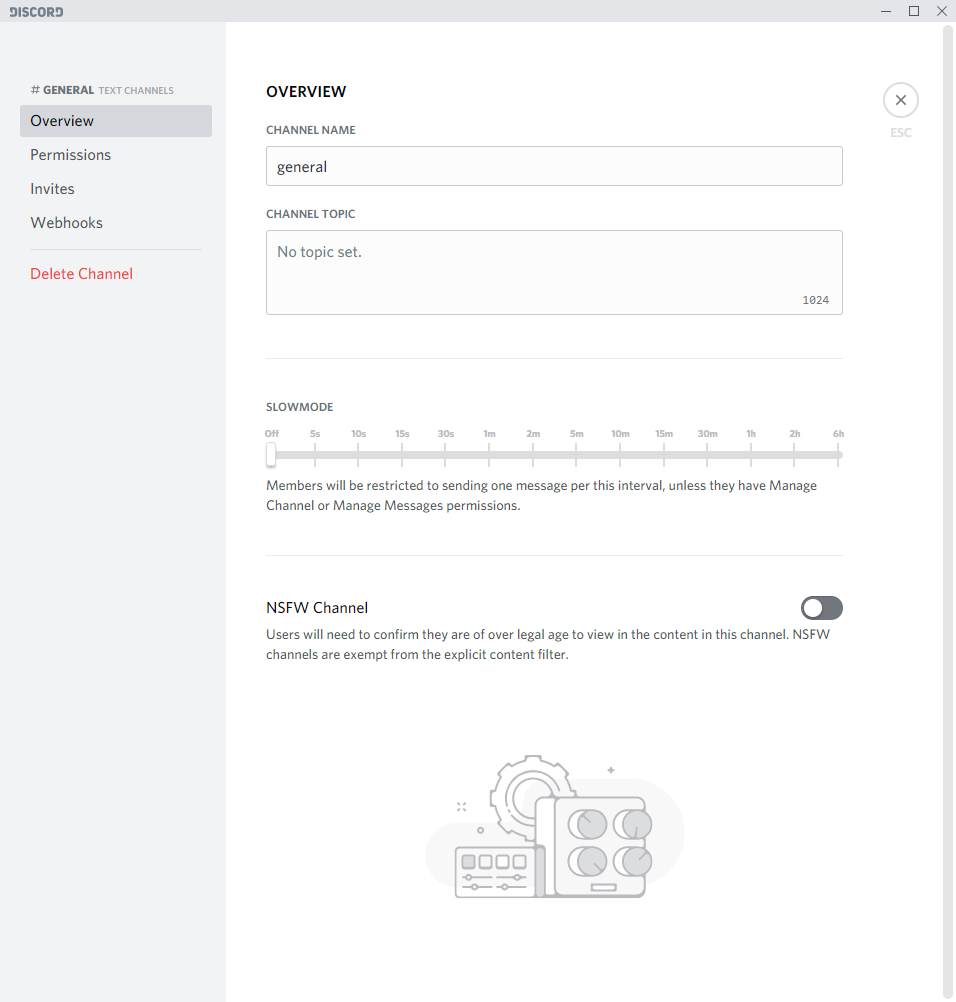 DISCORD
# GENERAL TEXT CHANNELS
Overview
Permissions
Invites
Webhooks
Delete Channel
OVERVIEW
ESC
CHANNEL NAME
general
CHANNEL TOPIC
No topic set.
1024
SLOWMODE
Off 5s 10s 15s 30s 1m 2m 5m 10m 15m 30m 1h 2h 6h
Members will be restricted to sending one message per this interval, unless they have Manage
Channel or Manage Messages permissions.
NSFW Channel
Users will need to confirm they are of over legal age to view in the content in this channel. NSFW
channels are exempt from the explicit content filter.